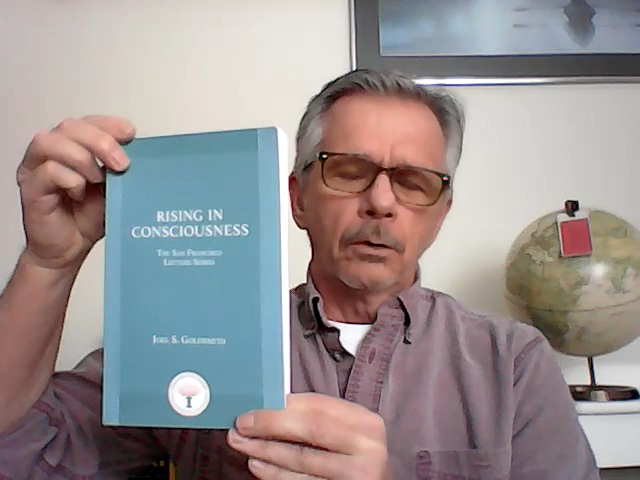 RISING IN
CONSCIOUSNESS
THE SAN FRANCISCO
LECTURE SERIES
JOEL S. GOLDSMITH